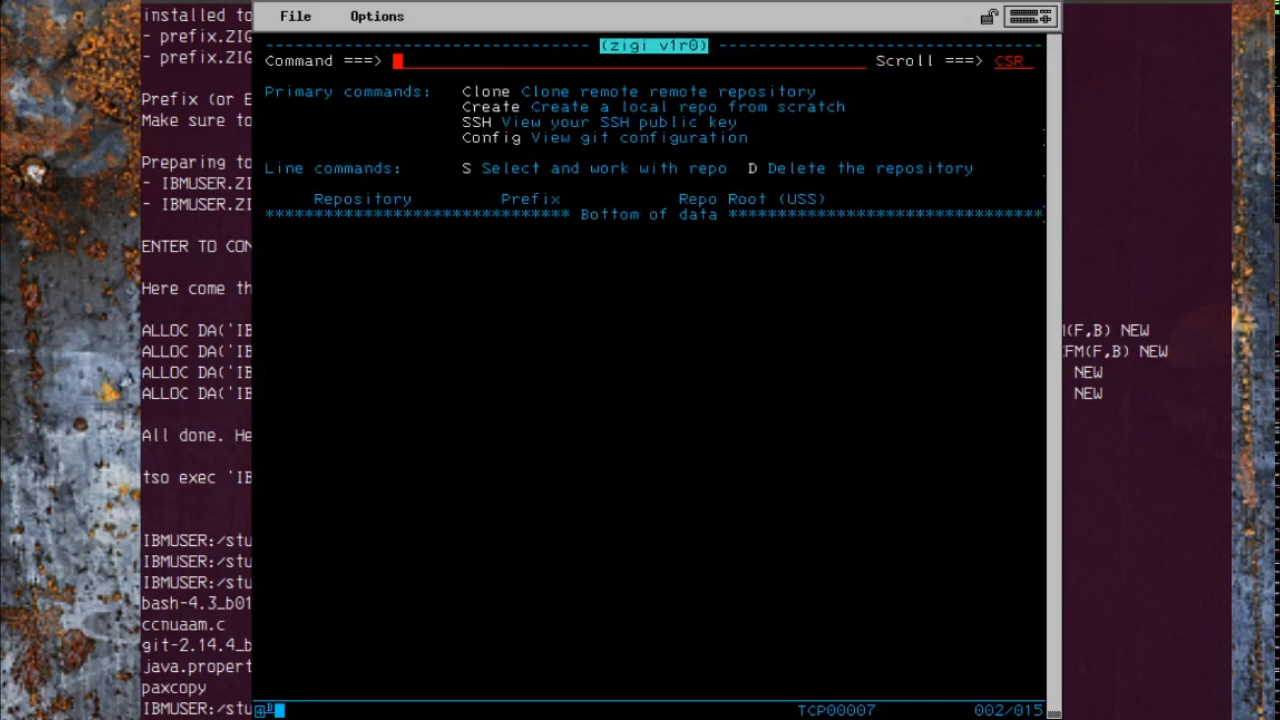 File Options
(zigi v1r0)
Command ===> Scroll ===> CSR
Primary commands: Clone Clone remote remote repository
Create Create a local repo from scratch
SSH View your SSH public key
Config View git configuration
Line commands: S Select and work with repo D Delete the repository
Repository Prefix Repo Root (USS)
****************************** Bottom of data ******************************
TCP00007 002/015
installed to
- prefix.ZIG
- prefix.ZIG
Prefix (or E
Make sure to
Preparing to
- IBMUSER.ZI
- IBMUSER.ZI
ENTER TO CON
Here come th
ALLOC DA('IB (F,B) NEW
ALLOC DA('IB FM(F,B) NEW
ALLOC DA('IB NEW
ALLOC DA('IB NEW
All done. He
tso exec 'IB
IBMUSER:/stu
IBMUSER:/stu
IBMUSER:/stu
bash-4.3_b01
ccnuaam.c
git-2.14.4_b
java.propert
paxcopy
IBMUSER:/stu